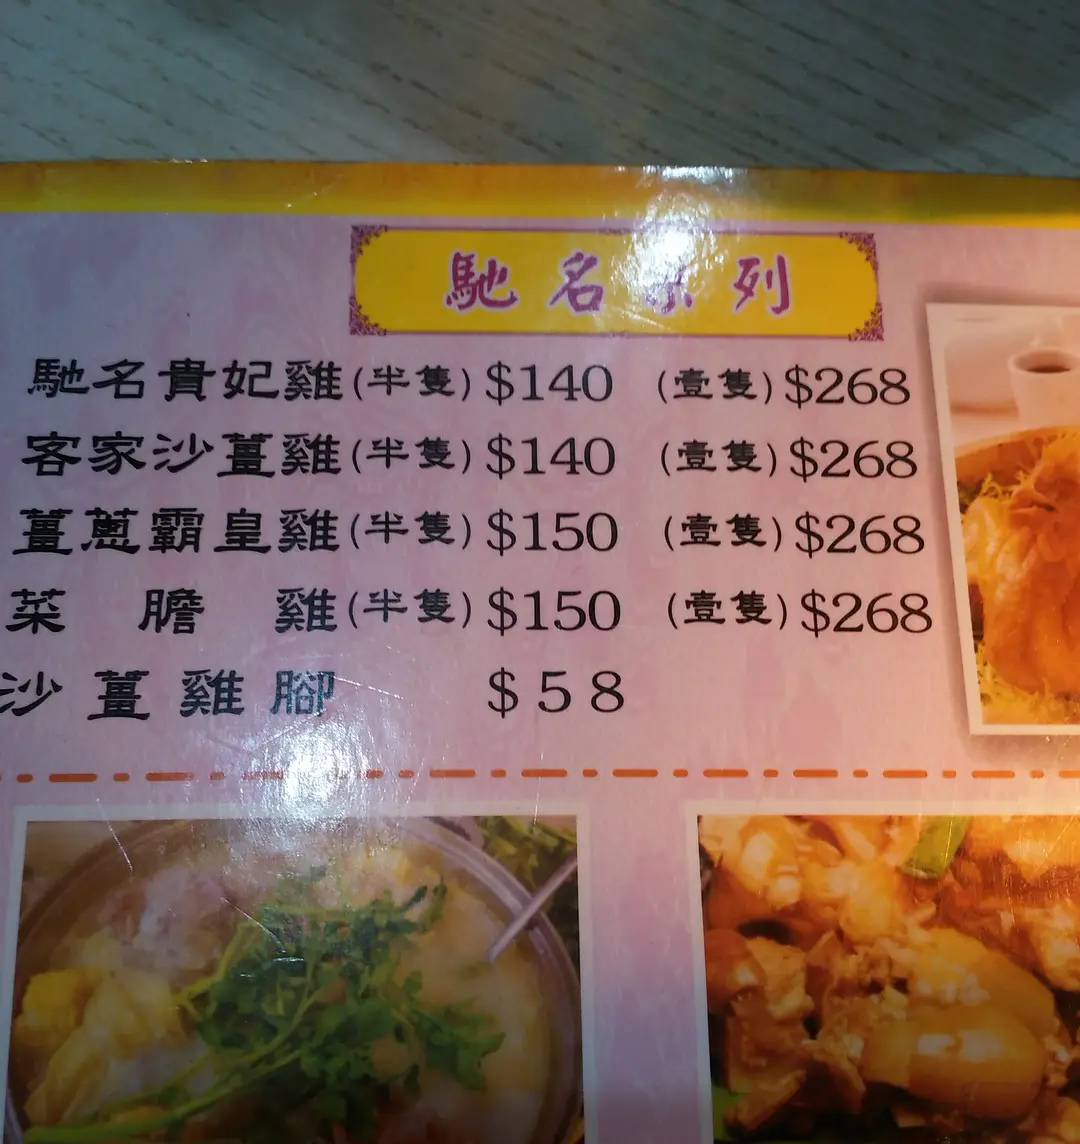 馳名系列
馳名貴妃雞(半隻)$140 (壹隻)$268
客家沙薑雞(半隻)$140 (壹隻)$268
薑蔥霸皇雞(半隻)$150 (壹隻)$268
菜膽雞(半隻)$150 (壹隻)$268
沙薑雞腳 $58